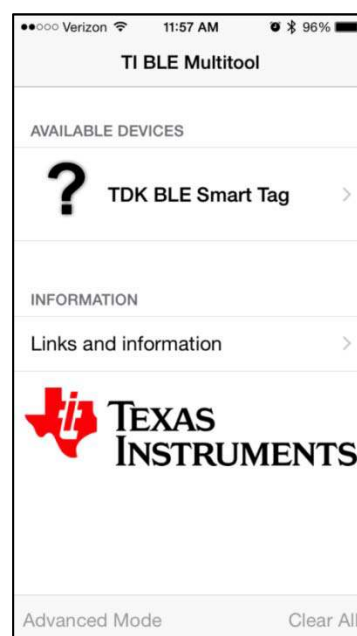 Verizon 11:57 AM 96%
TI BLE Multitool
AVAILABLE DEVICES
? TDK BLE Smart Tag
INFORMATION
Links and information
TEXAS
INSTRUMENTS
Advanced Mode Clear All